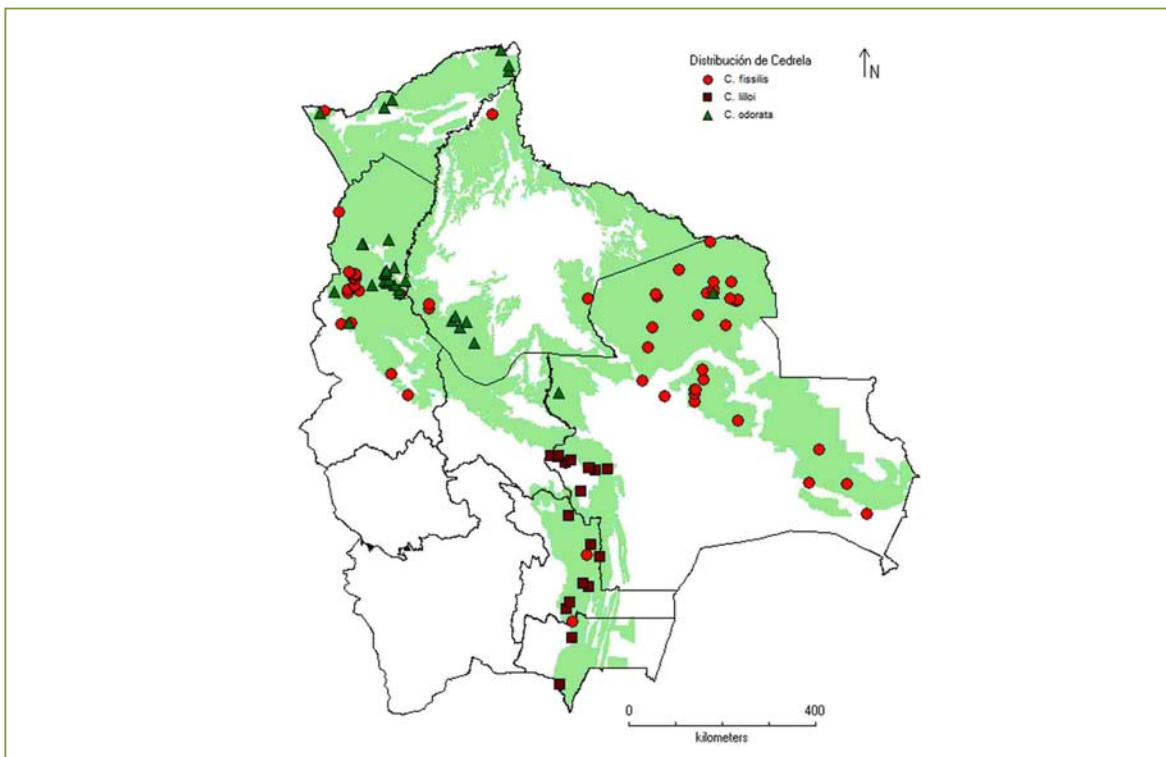 Distribución de Cedrela
C. fissilis
C. lilloi
C. odorata
N
0 400
kilometers